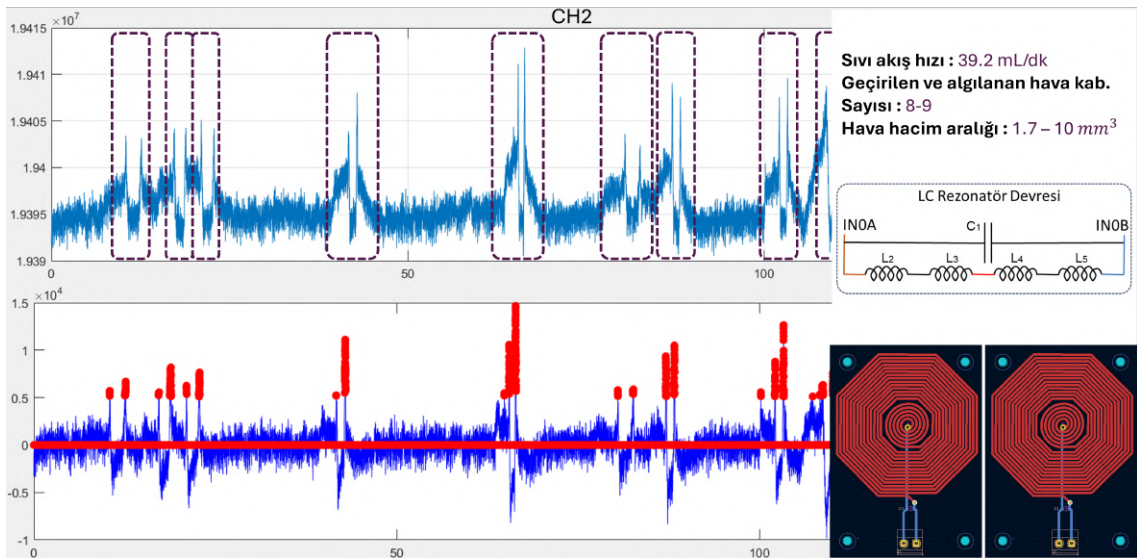 CH2
×10⁷
1.9415
1.941
1.9405
1.94
1.9395
1.939
0
50
100
×10⁴
1.5
1
0.5
0
-0.5
-1
0
50
100
Sıvı akış hızı : 39.2 mL/dk
Geçirilen ve algılanan hava kab.
Sayısı : 8-9
Hava hacim aralığı : 1.7 – 10 mm³
LC Rezonatör Devresi
IN0A
C₁
IN0B
L2
L3
L4
L5